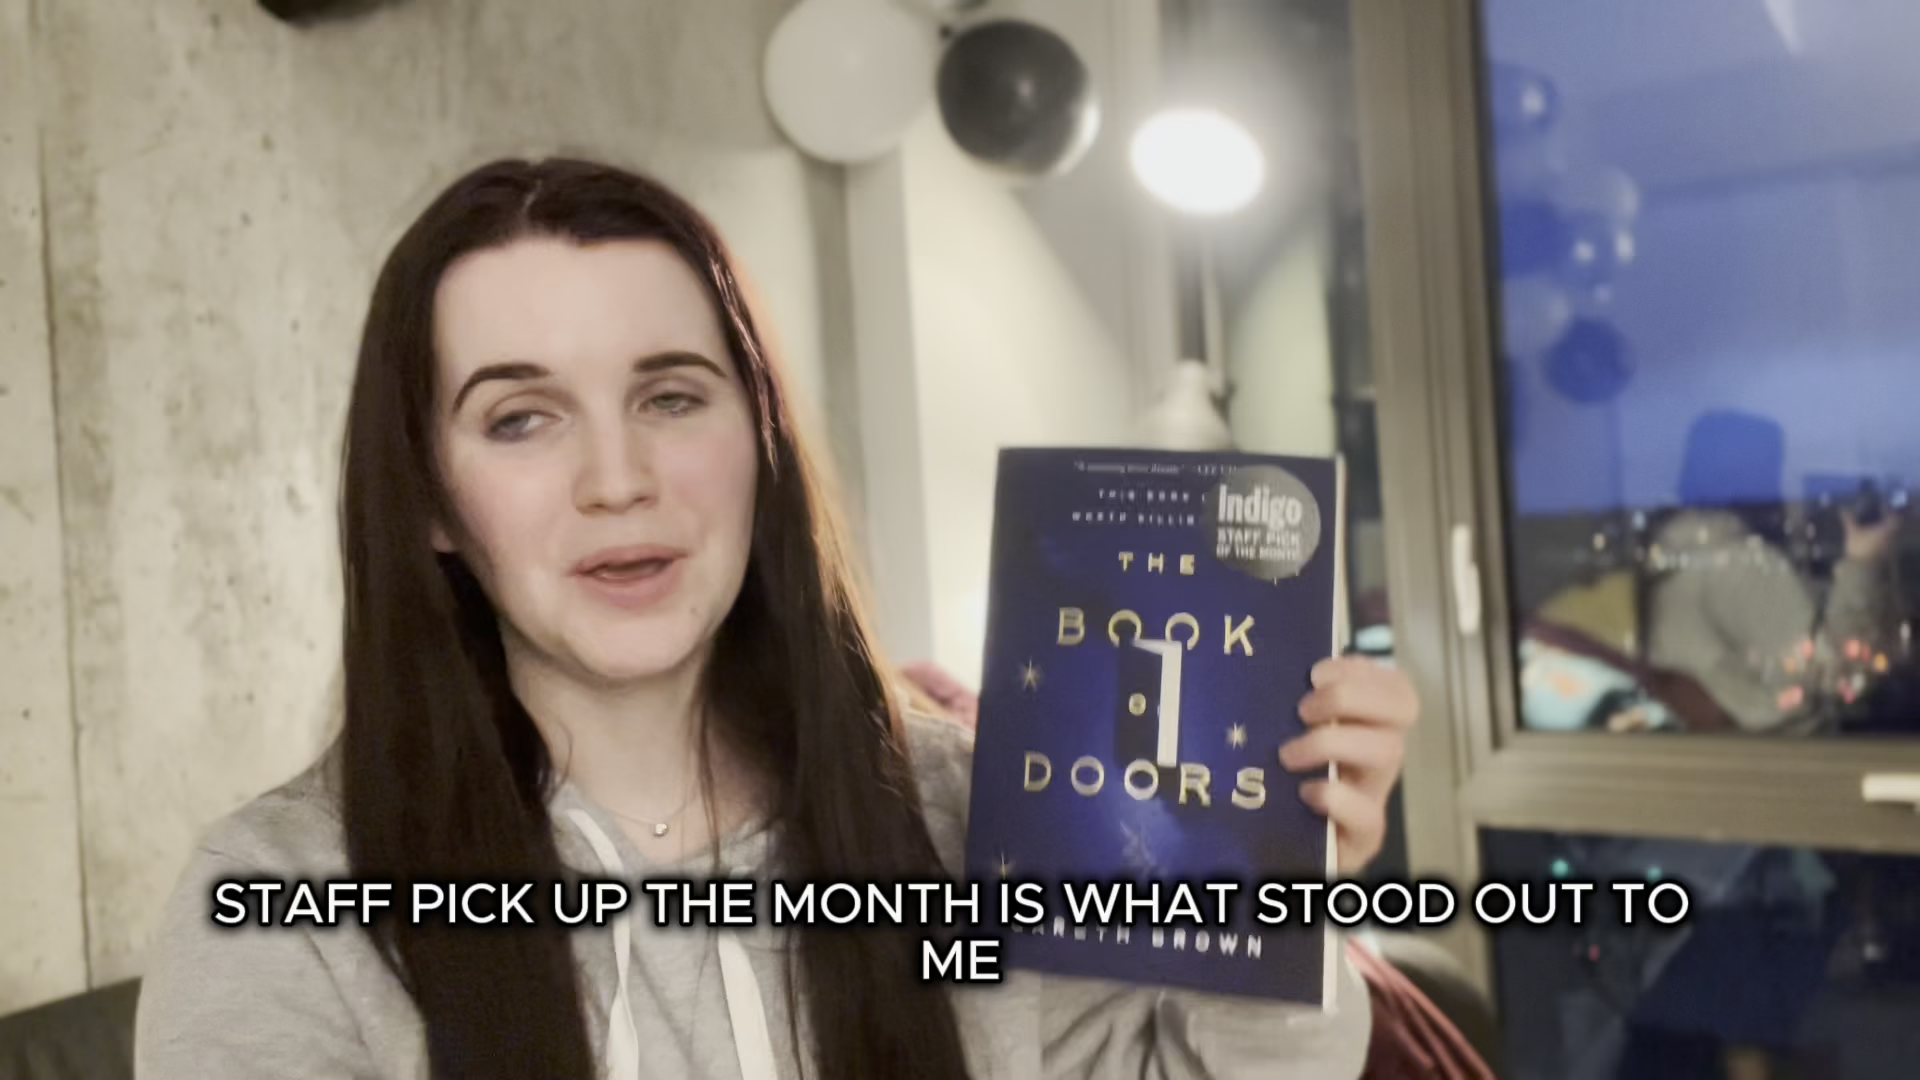 Indigo
STAFF PICK
OF THE MONTH
THE
BOOK
DOORS
STAFF PICK UP THE MONTH IS WHAT STOOD OUT TO
ME
BROWN